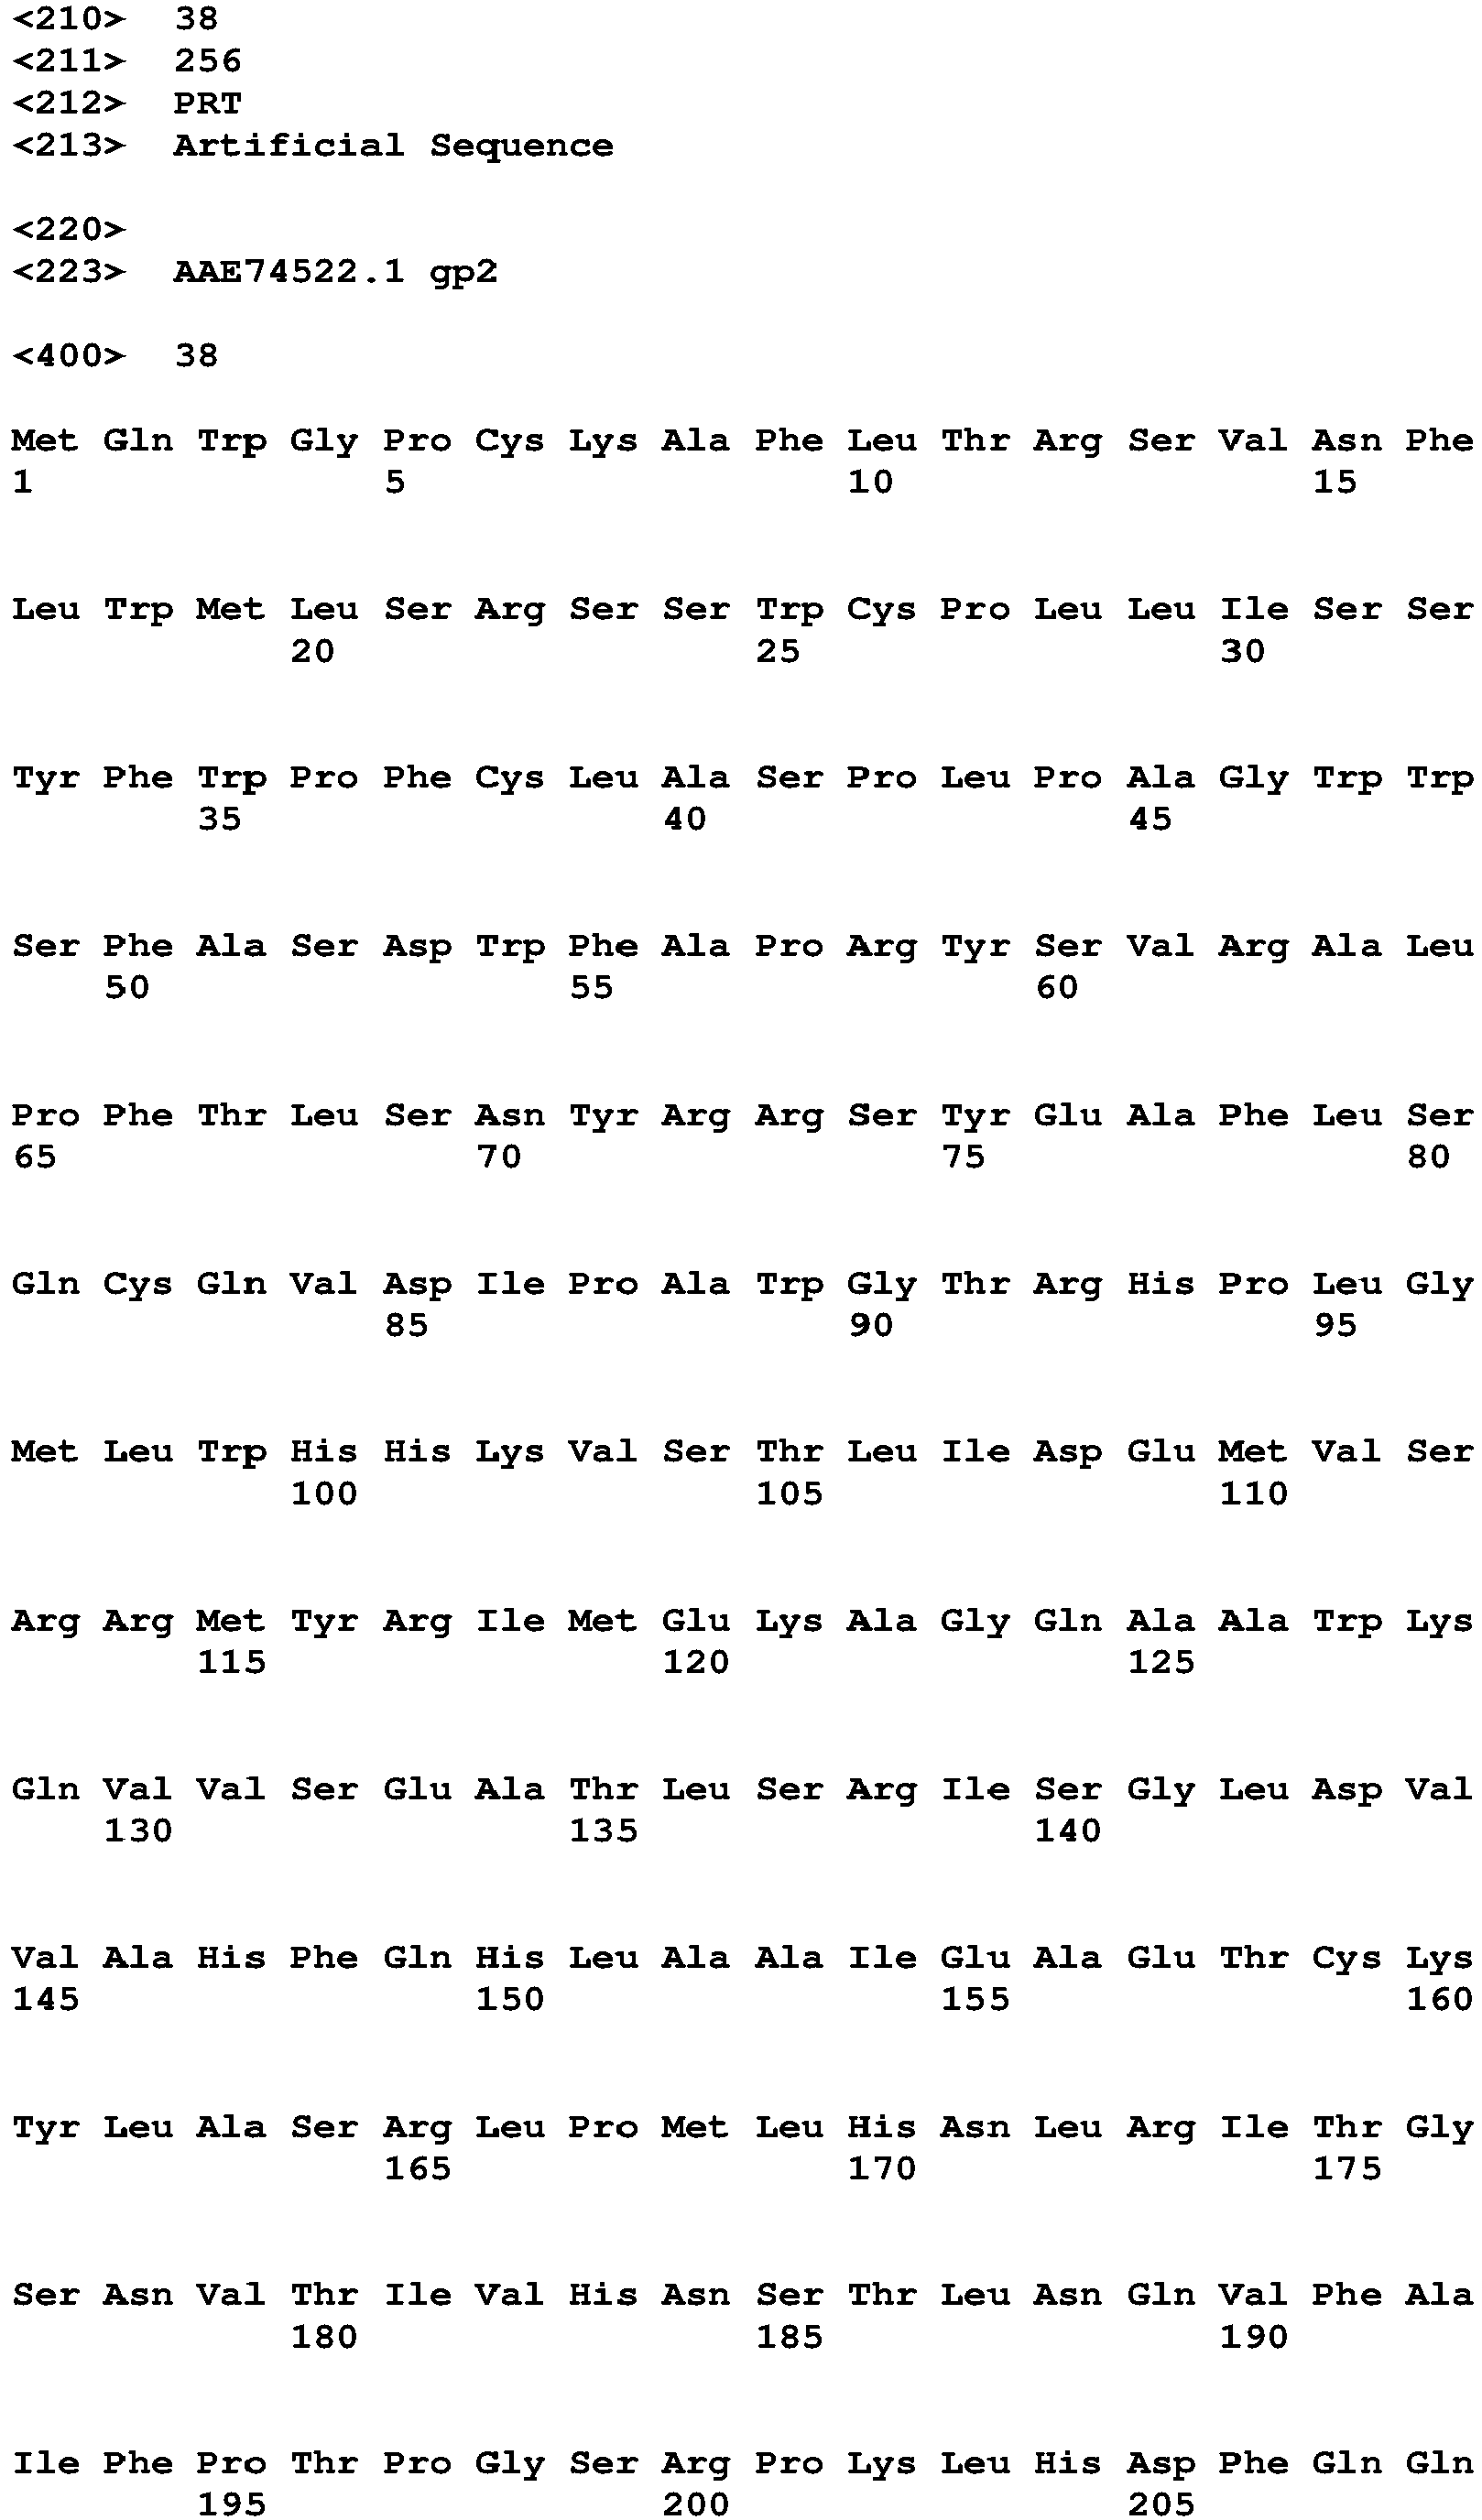 <210> 38
<211> 256
<212> PRT
<213> Artificial Sequence
<220>
<223> AAE74522.1 gp2
<400> 38
Met Gln Trp Gly Pro Cys Lys Ala Phe Leu Thr Arg Ser Val Asn Phe
1 5 10 15
Leu Trp Met Leu Ser Arg Ser Ser Trp Cys Pro Leu Leu Ile Ser Ser
20 25 30
Tyr Phe Trp Pro Phe Cys Leu Ala Ser Pro Leu Pro Ala Gly Trp Trp
35 40 45
Ser Phe Ala Ser Asp Trp Phe Ala Pro Arg Tyr Ser Val Arg Ala Leu
50 55 60
Pro Phe Thr Leu Ser Asn Tyr Arg Arg Ser Tyr Glu Ala Phe Leu Ser
65 70 75 80
Gln Cys Gln Val Asp Ile Pro Ala Trp Gly Thr Arg His Pro Leu Gly
85 90 95
Met Leu Trp His His Lys Val Ser Thr Leu Ile Asp Glu Met Val Ser
100 105 110
Arg Arg Met Tyr Arg Ile Met Glu Lys Ala Gly Gln Ala Ala Trp Lys
115 120 125
Gln Val Val Ser Glu Ala Thr Leu Ser Arg Ile Ser Gly Leu Asp Val
130 135 140
Val Ala His Phe Gln His Leu Ala Ala Ile Glu Ala Glu Thr Cys Lys
145 150 155 160
Tyr Leu Ala Ser Arg Leu Pro Met Leu His Asn Leu Arg Ile Thr Gly
165 170 175
Ser Asn Val Thr Ile Val His Asn Ser Thr Leu Asn Gln Val Phe Ala
180 185 190
Ile Phe Pro Thr Pro Gly Ser Arg Pro Lys Leu His Asp Phe Gln Gln
195 200 205